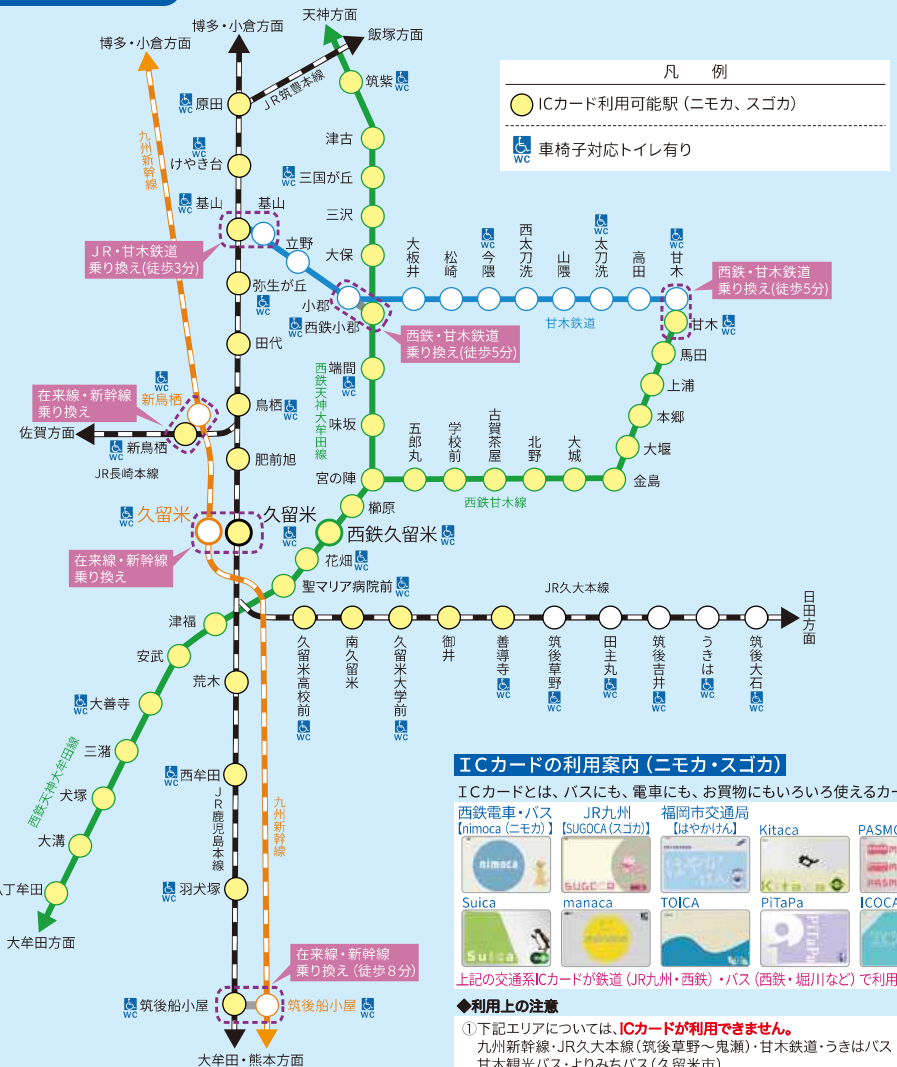 天神方面
博多・小倉方面
博多・小倉方面
飯塚方面
JR筑豊本線
九州新幹線
凡 例
ICカード利用可能駅（ニモカ、スゴカ）
車椅子対応トイレ有り
WC
筑紫
原田
津古
けやき台
三国が丘
基山
基山
三沢
JR・甘木鉄道
乗り換え(徒歩3分)
立野
大保
大板井
松崎
今隈
西太刀洗
山隈
太刀洗
高田
甘木
西鉄・甘木鉄道
乗り換え(徒歩5分)
弥生が丘
小郡
西鉄小郡
甘木鉄道
甘木
西鉄・甘木鉄道
乗り換え(徒歩5分)
田代
馬田
端間
西鉄天神大牟田線
上浦
新鳥栖
在来線・新幹線
乗り換え
鳥栖
本郷
佐賀方面
新鳥栖
味坂
五郎丸
学校前
古賀茶屋
北野
大城
大堰
JR長崎本線
肥前旭
宮の陣
金島
西鉄甘木線
櫛原
久留米
久留米
西鉄久留米
在来線・新幹線
乗り換え
花畑
聖マリア病院前
JR久大本線
日田方面
津福
久留米高校前
南久留米
久留米大学前
御井
善導寺
筑後草野
田主丸
筑後吉井
うきは
筑後大石
安武
荒木
大善寺
三潴
西鉄天神大牟田線
西牟田
犬塚
JR鹿児島本線
九州新幹線
大溝
八丁牟田
羽犬塚
大牟田方面
在来線・新幹線
乗り換え（徒歩8分）
筑後船小屋
筑後船小屋
大牟田・熊本方面
ICカードの利用案内（ニモカ・スゴカ）
ICカードとは、バスにも、電車にも、お買物にもいろいろ使えるカー
西鉄電車・バス
【nimoca（ニモカ）】
JR九州
【SUGOCA（スゴカ）】
福岡市交通局
【はやかけん】
Kitaca
PASMO
nimoca
SUGOCA
Kitaca
Suica
manaca
TOICA
PiTaPa
ICOCA
Suica
manaca
PiTaPa
上記の交通系ICカードが鉄道（JR九州・西鉄）・バス（西鉄・堀川など）で利用
◆利用上の注意
①下記エリアについては、ICカードが利用できません。
九州新幹線・JR久大本線（筑後草野～鬼瀬）・甘木鉄道・うきはバス
甘木観光バス・よりみちバス（久留米市）